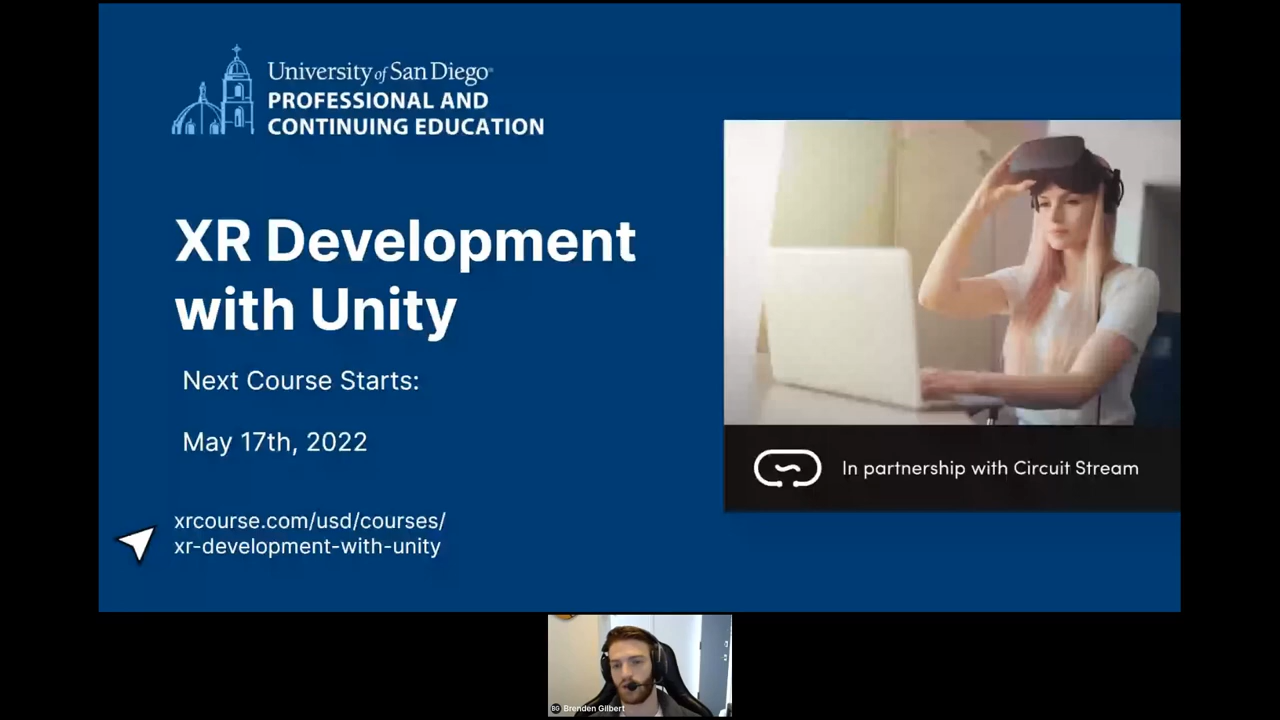 University of San Diego®
PROFESSIONAL AND
CONTINUING EDUCATION
XR Development
with Unity
Next Course Starts:
May 17th, 2022
xrcourse.com/usd/courses/
xr-development-with-unity
In partnership with Circuit Stream
BG Brenden Gilbert